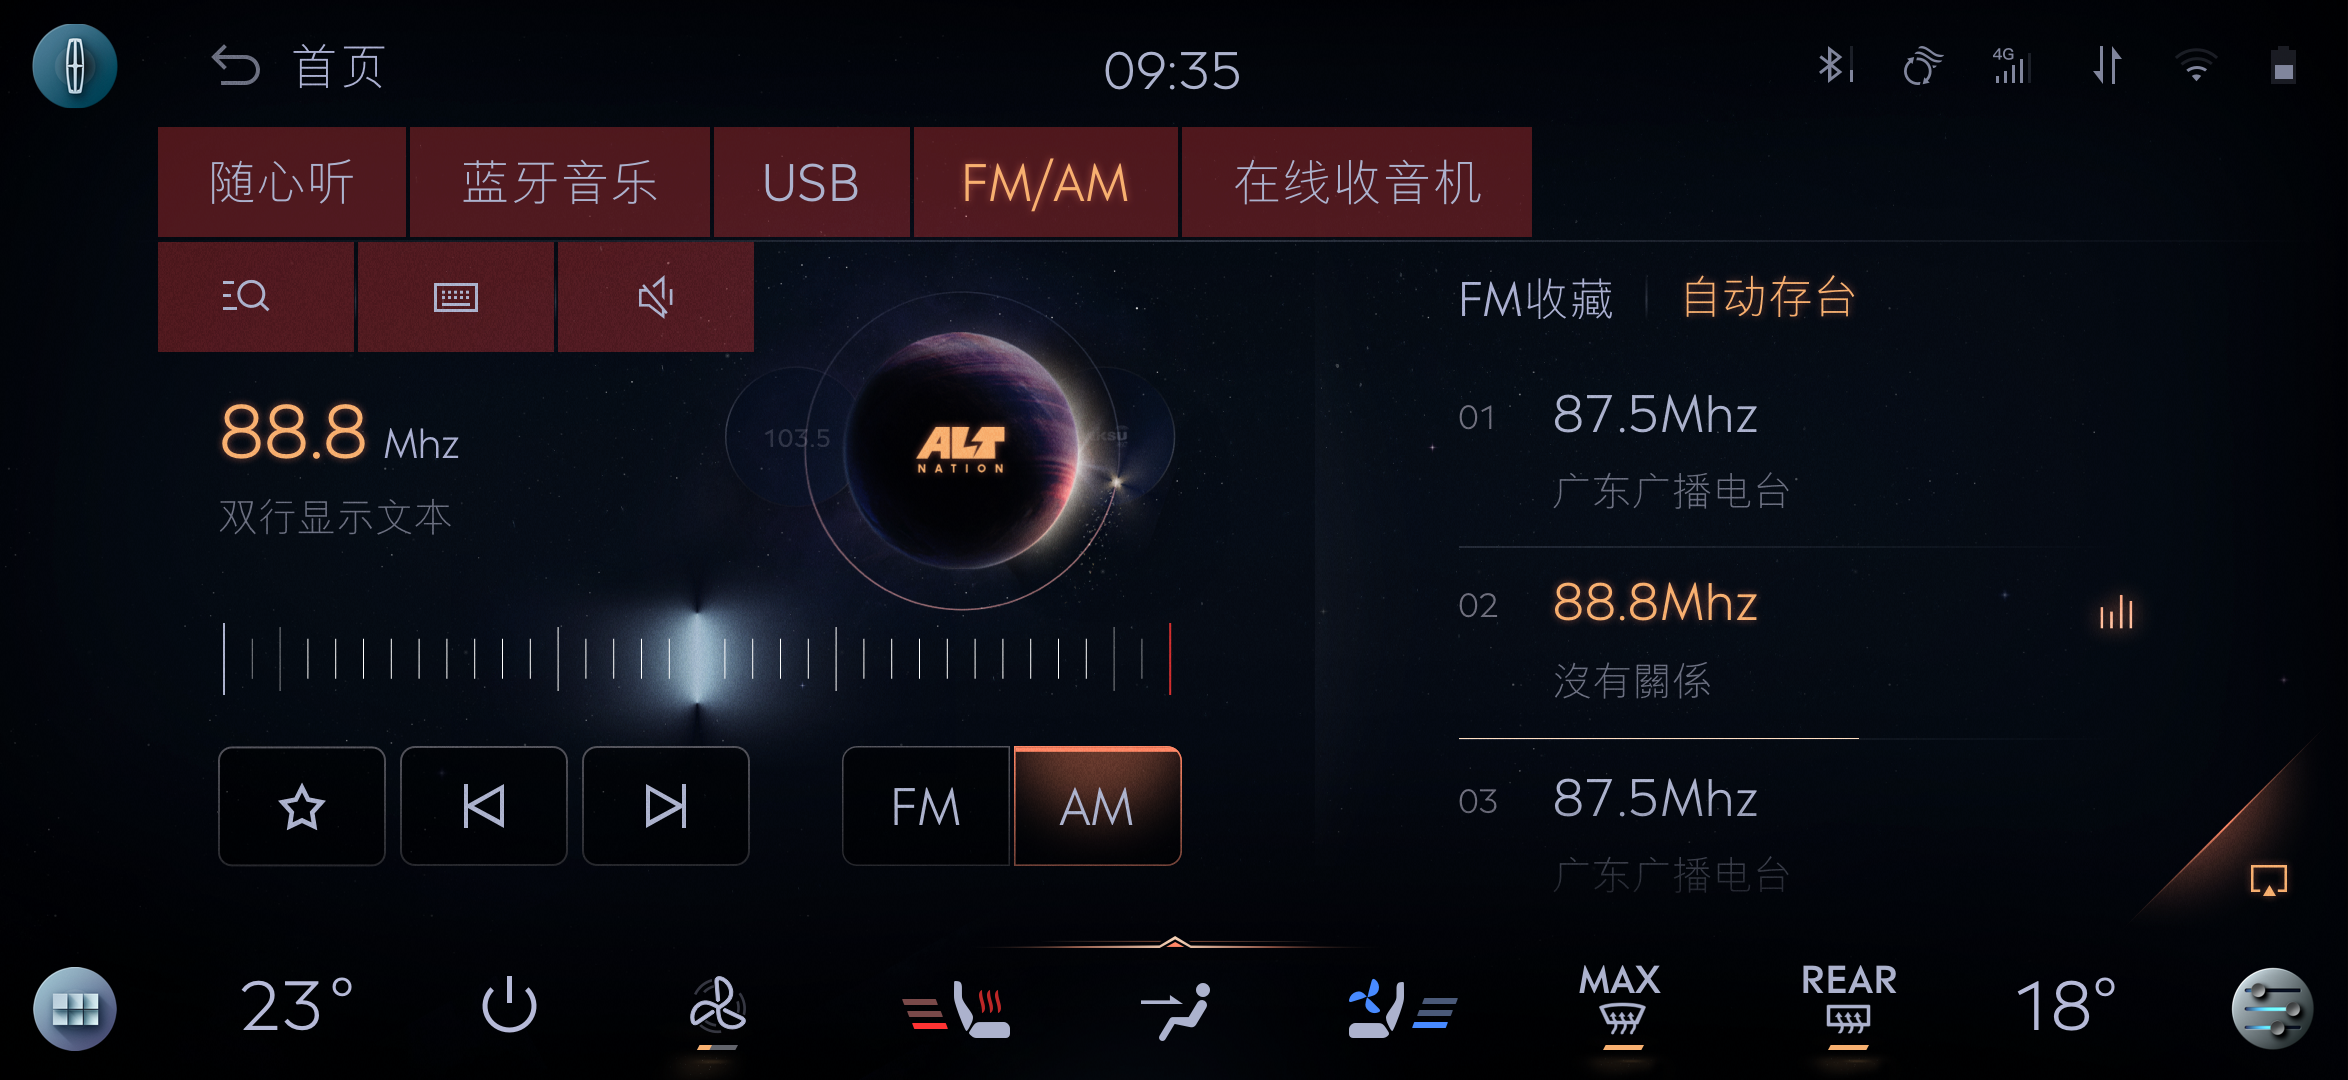 首页
09:35
4G
随心听
蓝牙音乐
USB
FM/AM
在线收音机
FM收藏
自动存台
88.8 Mhz
双行显示文本
103.5
ALT
NATION
01
87.5Mhz
广东广播电台
02
88.8Mhz
沒有關係
03
87.5Mhz
广东广播电台
FM
AM
23°
MAX
REAR
18°